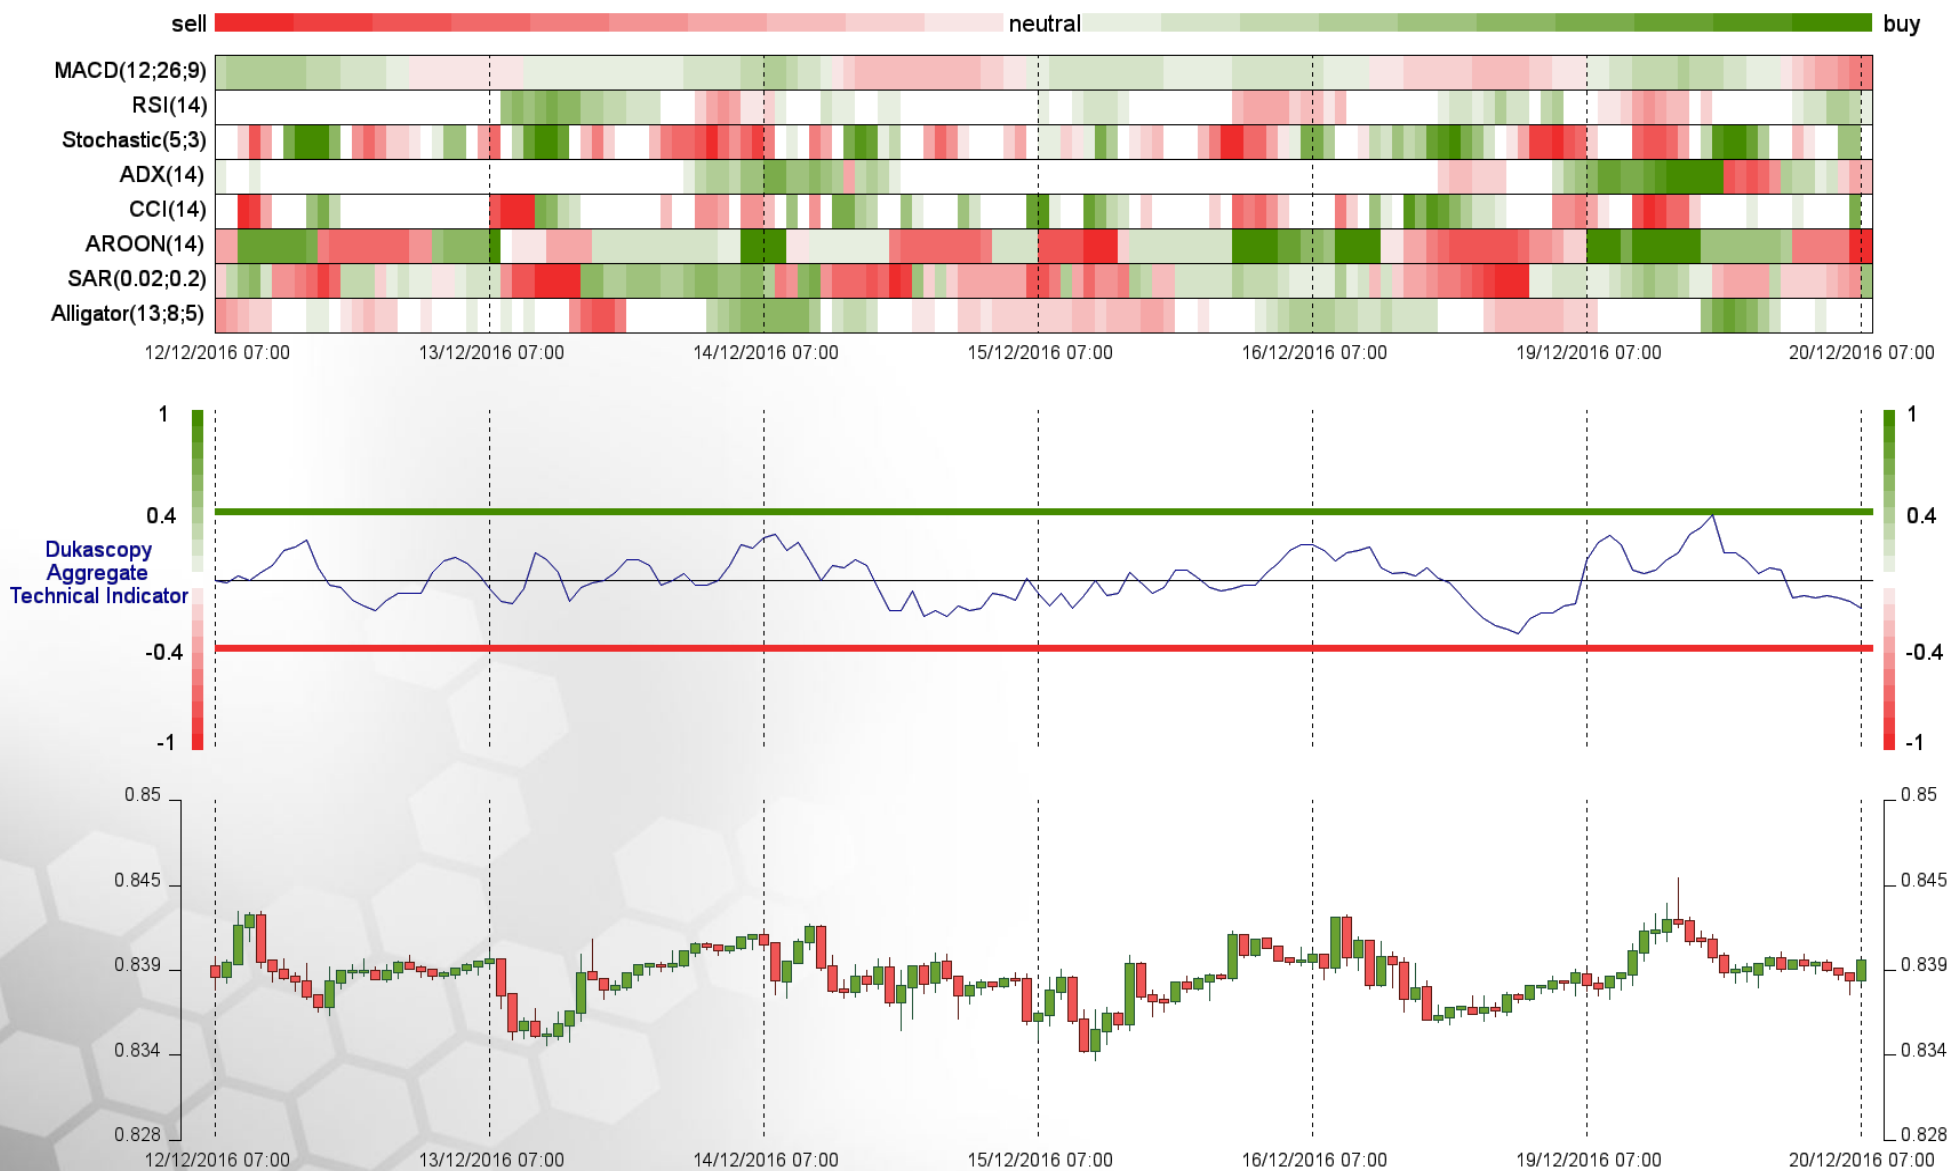 sell neutral buy
MACD(12;26;9)
RSI(14)
Stochastic(5;3)
ADX(14)
CCI(14)
AROON(14)
SAR(0.02;0.2)
Alligator(13;8;5)
12/12/2016 07:00 13/12/2016 07:00 14/12/2016 07:00 15/12/2016 07:00 16/12/2016 07:00 19/12/2016 07:00 20/12/2016 07:00
1 1
0.4 0.4
Dukascopy
Aggregate
Technical Indicator
-0.4 -0.4
-1 -1
0.85 0.85
0.845 0.845
0.839 0.839
0.834 0.834
0.828 0.828
12/12/2016 07:00 13/12/2016 07:00 14/12/2016 07:00 15/12/2016 07:00 16/12/2016 07:00 19/12/2016 07:00 20/12/2016 07:00